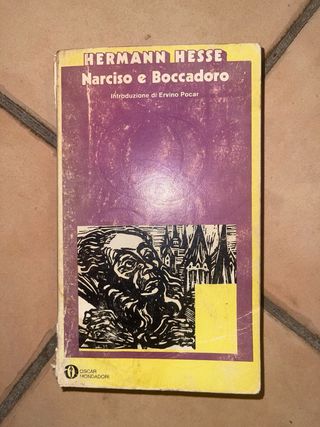 HERMANN HESSE
Narciso e Boccadoro
Introduzione di Ervino Pocar
OSCAR
MONDADORI